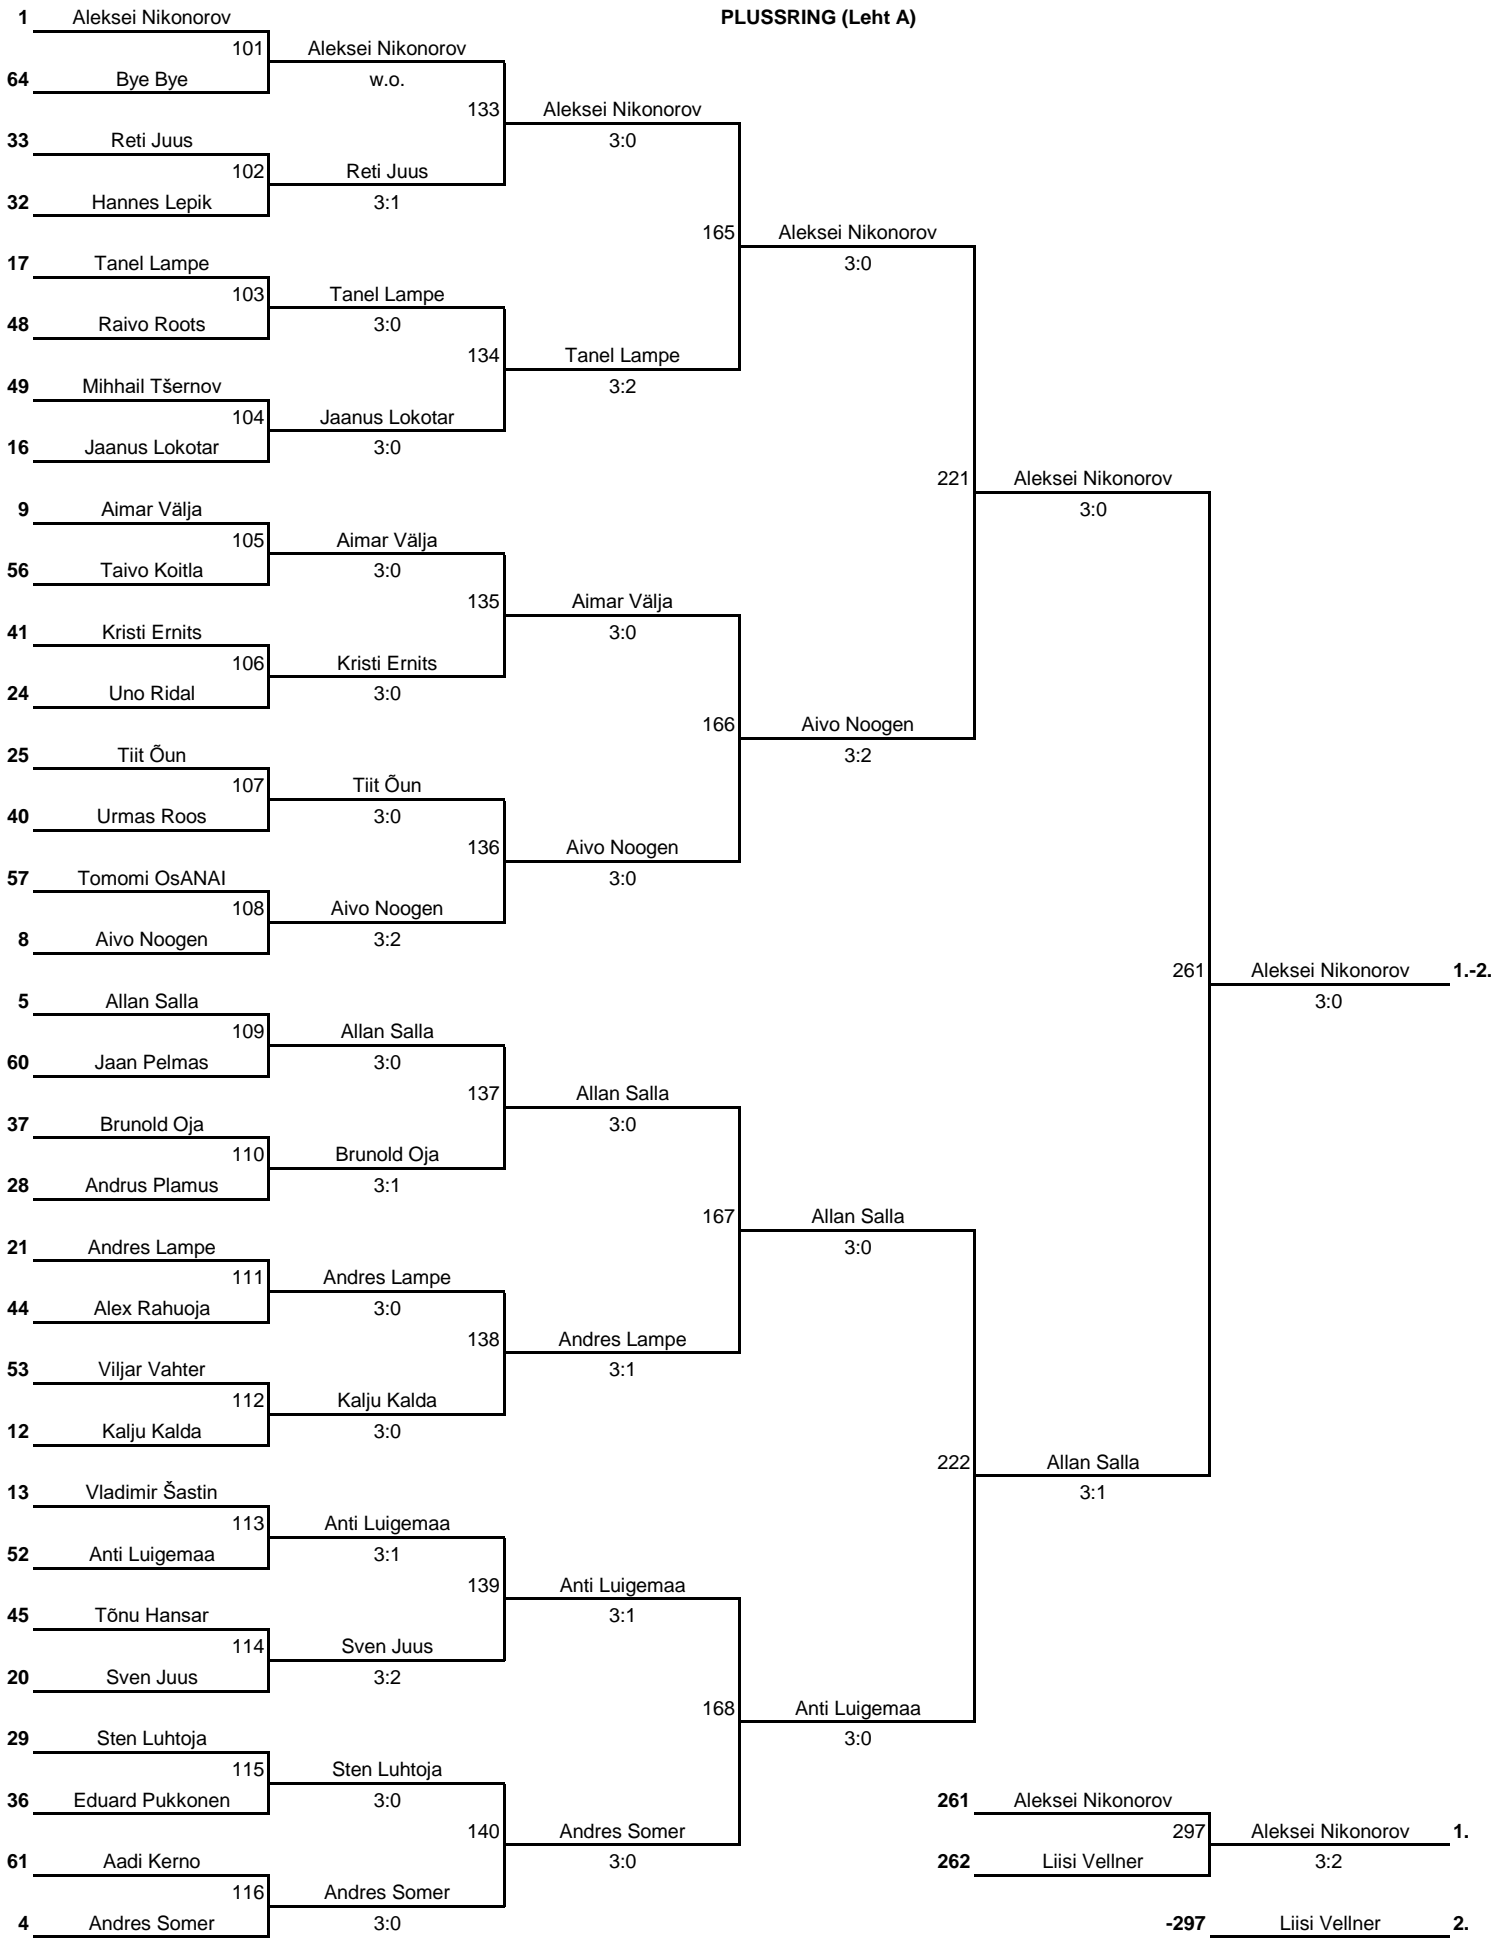 PLUSSRING (Leht A)
1 Aleksei Nikonorov
101 Aleksei Nikonorov
64 Bye Bye w.o.
133 Aleksei Nikonorov
33 Reti Juus 3:0
102 Reti Juus
32 Hannes Lepik 3:1
165 Aleksei Nikonorov
17 Tanel Lampe 3:0
103 Tanel Lampe
48 Raivo Roots 3:0
134 Tanel Lampe
49 Mihhail Tšernov 3:2
104 Jaanus Lokotar
16 Jaanus Lokotar 3:0
221 Aleksei Nikonorov
9 Aimar Välja 3:0
105 Aimar Välja
56 Taivo Koitla 3:0
135 Aimar Välja
41 Kristi Ernits 3:0
106 Kristi Ernits
24 Uno Ridal 3:0
166 Aivo Noogen
25 Tiit Õun 3:2
107 Tiit Õun
40 Urmas Roos 3:0
136 Aivo Noogen
57 Tomomi OsANAI 3:0
108 Aivo Noogen
8 Aivo Noogen 3:2
261 Aleksei Nikonorov 1.-2.
5 Allan Salla 3:0
109 Allan Salla
60 Jaan Pelmas 3:0
137 Allan Salla
37 Brunold Oja 3:0
110 Brunold Oja
28 Andrus Plamus 3:1
167 Allan Salla
21 Andres Lampe 3:0
111 Andres Lampe
44 Alex Rahuoja 3:0
138 Andres Lampe
53 Viljar Vahter 3:1
112 Kalju Kalda
12 Kalju Kalda 3:0
222 Allan Salla
13 Vladimir Šastin 3:1
113 Anti Luigemaa
52 Anti Luigemaa 3:1
139 Anti Luigemaa
45 Tõnu Hansar 3:1
114 Sven Juus
20 Sven Juus 3:2
168 Anti Luigemaa
29 Sten Luhtoja 3:0
115 Sten Luhtoja
36 Eduard Pukkonen 3:0 261 Aleksei Nikonorov
140 Andres Somer 297 Aleksei Nikonorov 1.
61 Aadi Kerno 3:0 262 Liisi Vellner 3:2
116 Andres Somer
4 Andres Somer 3:0 -297 Liisi Vellner 2.